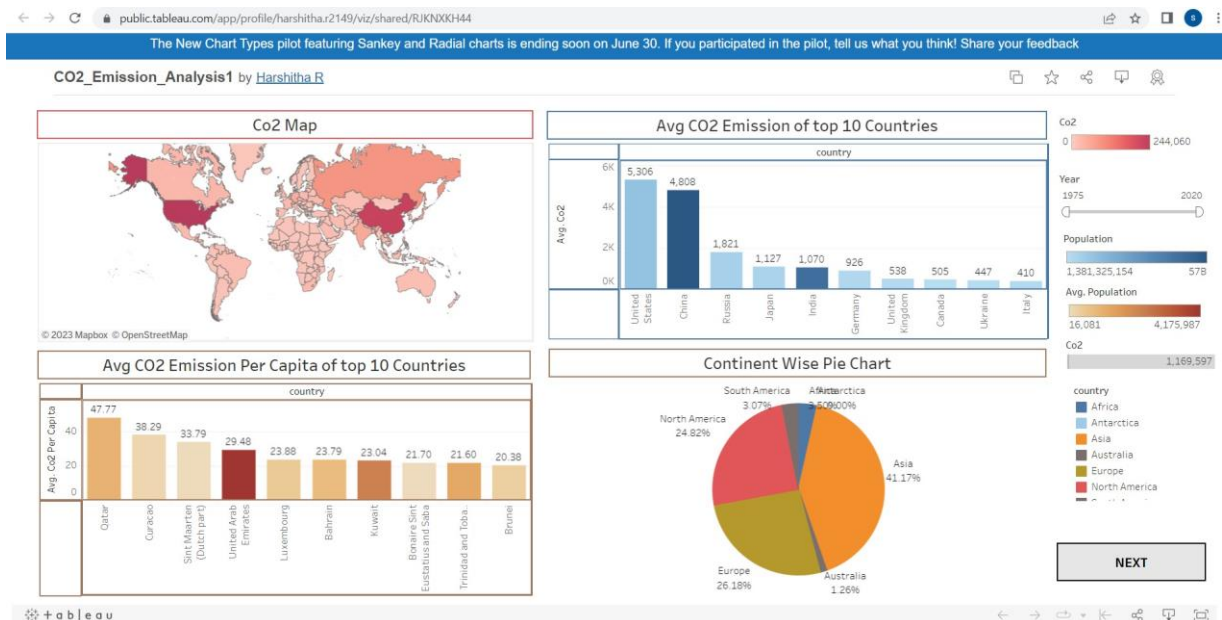 public.tableau.com/app/profile/harshitha.r2149/viz/shared/RJKNXKH44
S
The New Chart Types pilot featuring Sankey and Radial charts is ending soon on June 30. If you participated in the pilot, tell us what you think! Share your feedback
CO2_Emission_Analysis1 by Harshitha R
Co2 Map
© 2023 Mapbox © OpenStreetMap
Avg CO2 Emission of top 10 Countries
country
Avg. Co2
6K
4K
2K
0K
5,306
4,808
1,821
1,127
1,070
926
538
505
447
410
United States
China
Russia
Japan
India
Germany
United Kingdom
Canada
Ukraine
Italy
Avg CO2 Emission Per Capita of top 10 Countries
country
Avg. Co2 Per Capita
40
20
0
47.77
38.29
33.79
29.48
23.88
23.79
23.04
21.70
21.60
20.38
Qatar
Curacao
Sint Maarten (Dutch part)
United Arab Emirates
Luxembourg
Bahrain
Kuwait
Bonaire Sint Eustatius and Saba
Trinidad and Toba..
Brunei
Continent Wise Pie Chart
South America
3.07%
North America
24.82%
Asia
41.17%
Europe
26.18%
Australia
1.26%
Co2
0 244,060
Year
1975 2020
Population
1,381,325,154 578
Avg. Population
16,081 4,175,987
Co2
1,169,597
country
Africa
Antarctica
Asia
Australia
Europe
North America
NEXT
+ a b l e a u